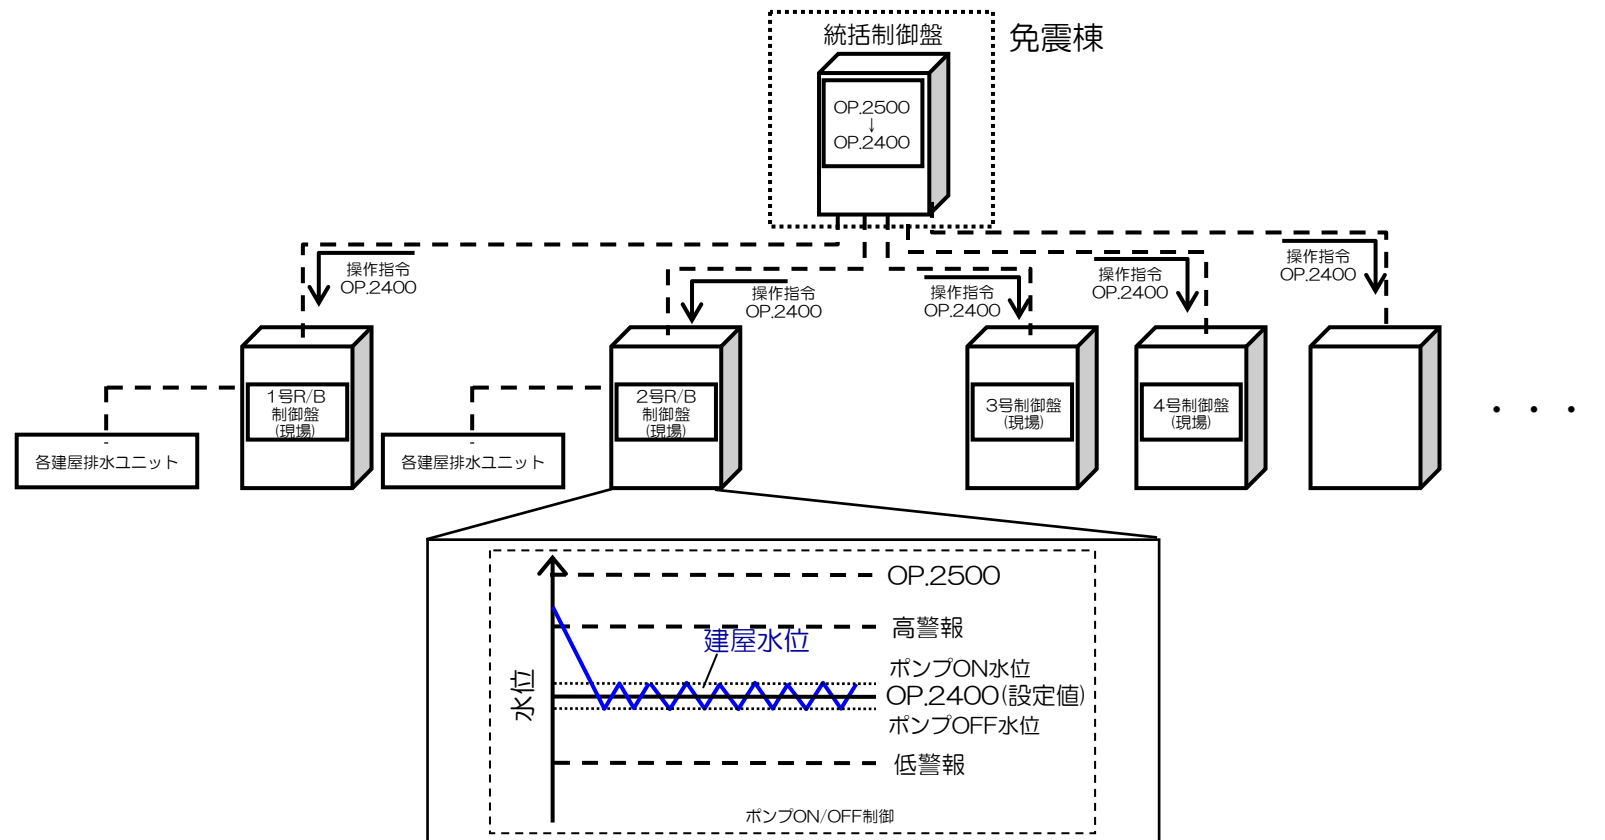 統括制御盤
免震棟
OP.2500
↓
OP.2400
操作指令
OP.2400
操作指令
OP.2400
操作指令
OP.2400
操作指令
OP.2400
操作指令
OP.2400
1号R/B
制御盤
(現場)
2号R/B
制御盤
(現場)
3号制御盤
(現場)
4号制御盤
(現場)
・・・
各建屋排水ユニット
各建屋排水ユニット
OP.2500
高警報
建屋水位
ポンプON水位
水位
OP.2400(設定値)
ポンプOFF水位
低警報
ポンプON/OFF制御